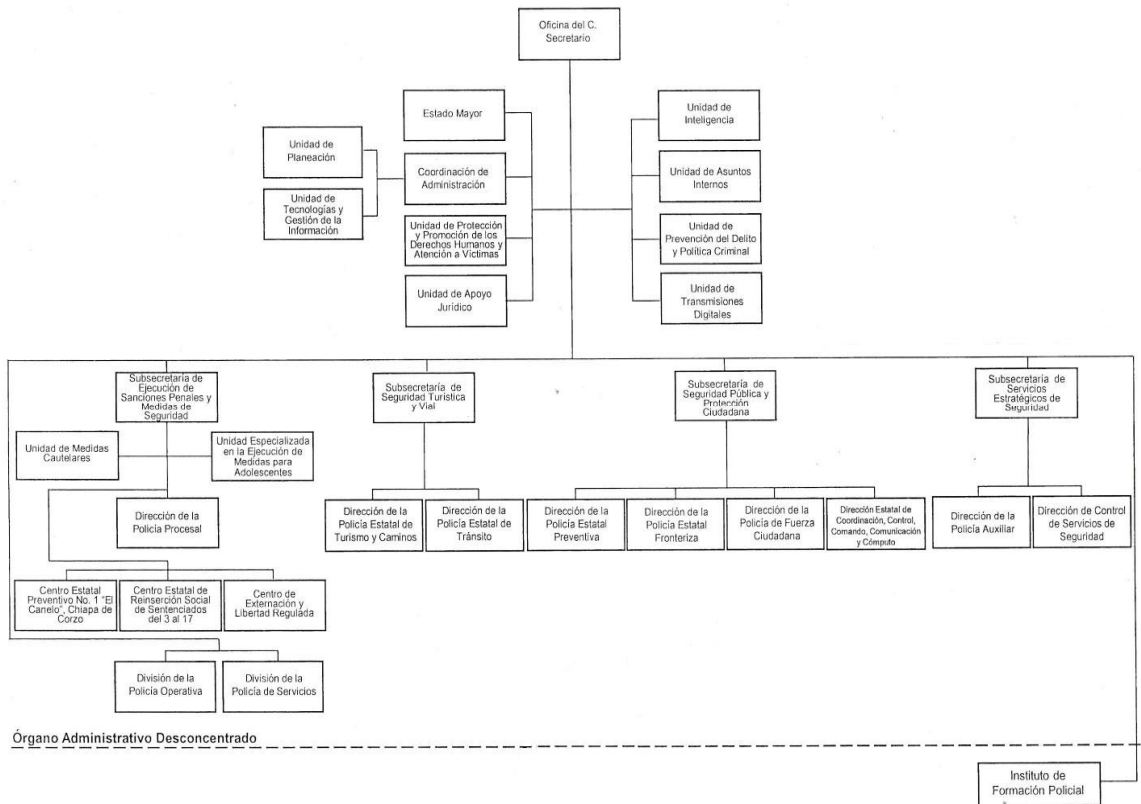 Oficina del C.
Secretario
Estado Mayor
Unidad de
Inteligencia
Unidad de
Planeación
Coordinación de
Administración
Unidad de Asuntos
Internos
Unidad de
Tecnologías y
Gestión de la
Información
Unidad de Protección
y Promoción de los
Derechos Humanos y
Atención a Víctimas
Unidad de
Prevención del Delito
y Política Criminal
Unidad de Apoyo
Jurídico
Unidad de
Transmisiones
Digitales
Subsecretaría de
Ejecución de
Sanciones Penales y
Medidas de
Seguridad
Subsecretaría de
Seguridad Turística
y Vial
Subsecretaría de
Seguridad Pública y
Protección
Ciudadana
Subsecretaría de
Servicios
Estratégicos de
Seguridad
Unidad de Medidas
Cautelares
Unidad Especializada
en la Ejecución de
Medidas para
Adolescentes
Dirección de la
Policía Procesal
Dirección de la
Policía Estatal de
Turismo y Caminos
Dirección de la
Policía Estatal de
Tránsito
Dirección de la
Policía Estatal
Preventiva
Dirección de la
Policía Estatal
Fronteriza
Dirección de la
Policía de Fuerza
Ciudadana
Dirección Estatal de
Coordinación, Control,
Comando, Comunicación
y Cómputo
Dirección de la
Policía Auxiliar
Dirección de Control
de Servicios de
Seguridad
Centro Estatal
Preventivo No. 1 "El
Canelo", Chiapa de
Corzo
Centro Estatal de
Reinserción Social
de Sentenciados
del 3 al 17
Centro de
Externación y
Libertad Regulada
División de la
Policía Operativa
División de la
Policía de Servicios
Órgano Administrativo Desconcentrado
Instituto de
Formación Policial